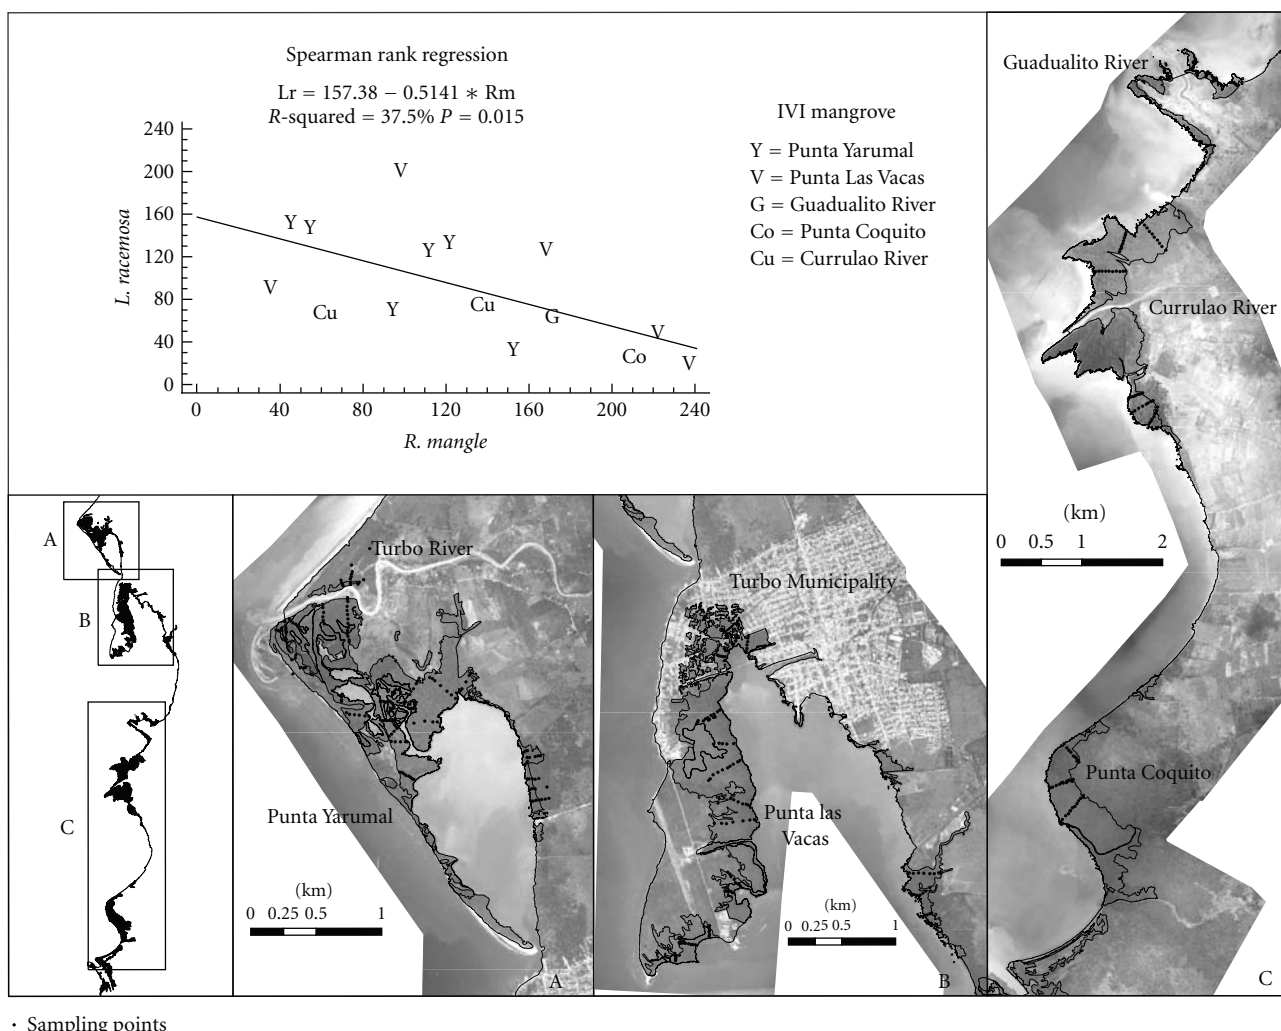 Spearman rank regression
Lr = 157.38 − 0.5141 ∗ Rm
R-squared = 37.5% P = 0.015
240
200
160
120
80
40
0
L. racemosa
V
Y
Y
Y
Y
V
V
Cu
Y
Cu
G
V
Y
Co
V
0
40
80
120
160
200
240
R. mangle
IVI mangrove
Y = Punta Yarumal
V = Punta Las Vacas
G = Guadualito River
Co = Punta Coquito
Cu = Currulao River
A
B
C
Turbo River
Punta Yarumal
(km)
0 0.25 0.5 1
A
Turbo Municipality
Punta las
Vacas
(km)
0 0.25 0.5 1
B
Guadualito River
Currulao River
(km)
0 0.5 1 2
Punta Coquito
C
· Sampling points